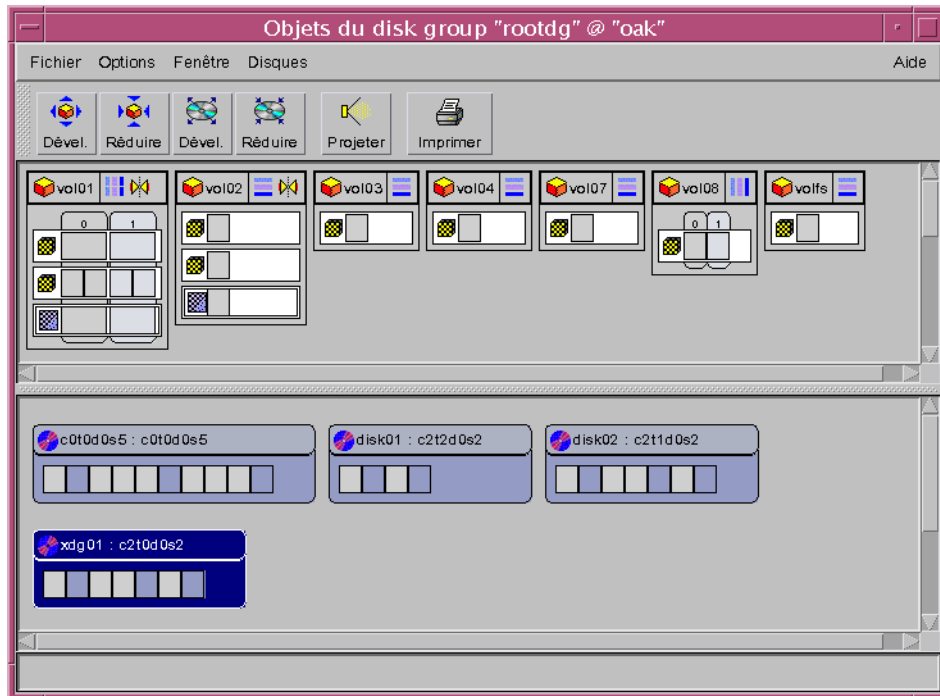 Objets du disk group "rootdg" @ "oak"
Fichier Options Fenêtre Disques Aide
Dével. Réduire Dével. Réduire Projeter Imprimer
vol01 vol02 vol03 vol04 vol07 vol08 volfs
0 1 0 1
c0t0d0s5 : c0t0d0s5 disk01 : c2t2d0s2 disk02 : c2t1d0s2
xdg01 : c2t0d0s2